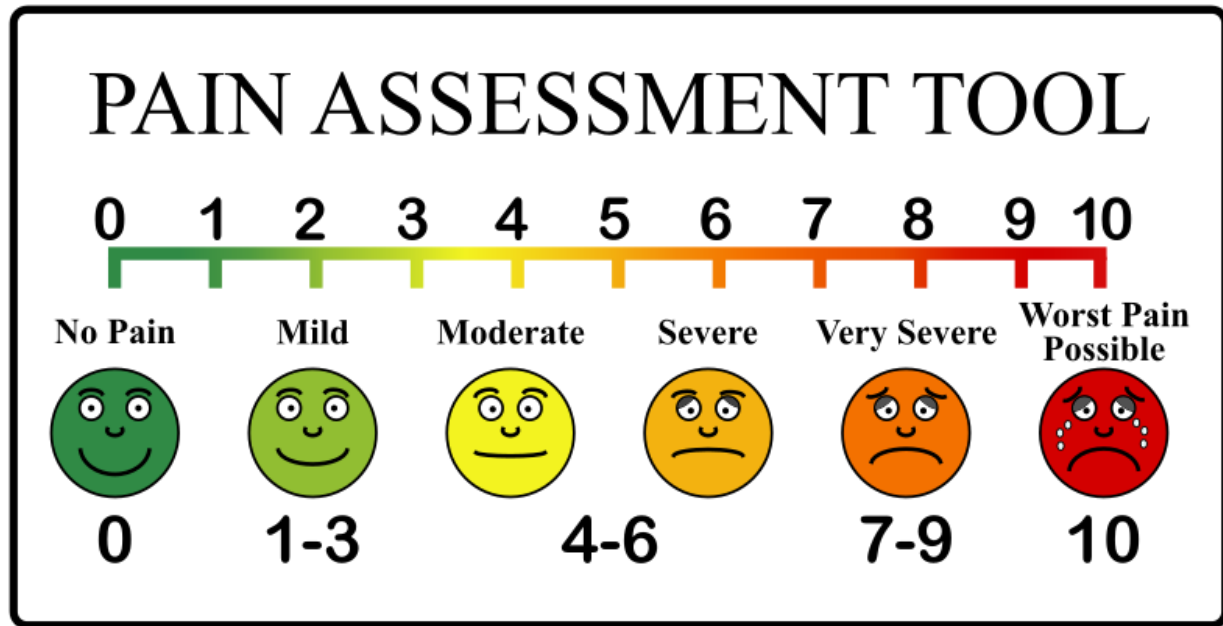 PAIN ASSESSMENT TOOL
0 1 2 3 4 5 6 7 8 9 10
No Pain Mild Moderate Severe Very Severe Worst Pain
Possible
0 1-3 4-6 7-9 10